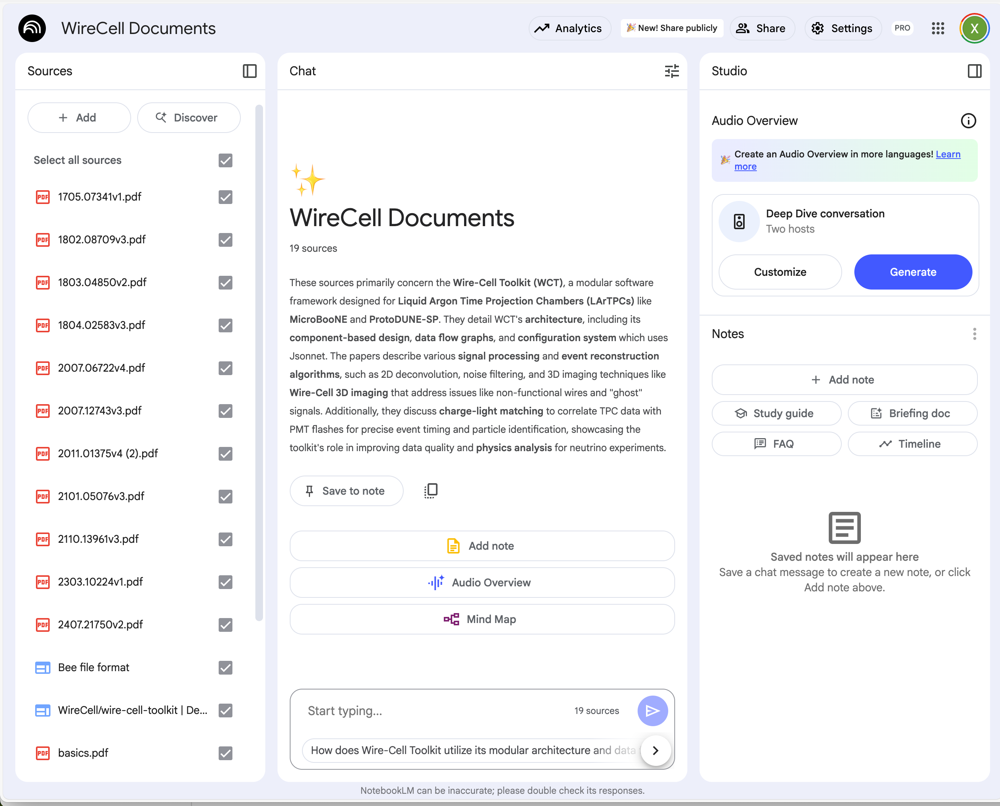 WireCell Documents
Analytics
New! Share publicly
Share
Settings
PRO
X
Sources
Add
Discover
Select all sources
PDF 1705.07341v1.pdf
PDF 1802.08709v3.pdf
PDF 1803.04850v2.pdf
PDF 1804.02583v3.pdf
PDF 2007.06722v4.pdf
PDF 2007.12743v3.pdf
PDF 2011.01375v4 (2).pdf
PDF 2101.05076v3.pdf
PDF 2110.13961v3.pdf
PDF 2303.10224v1.pdf
PDF 2407.21750v2.pdf
Bee file format
WireCell/wire-cell-toolkit | De...
PDF basics.pdf
Chat
WireCell Documents
19 sources
These sources primarily concern the Wire-Cell Toolkit (WCT), a modular software
framework designed for Liquid Argon Time Projection Chambers (LArTPCs) like
MicroBooNE and ProtoDUNE-SP. They detail WCT's architecture, including its
component-based design, data flow graphs, and configuration system which uses
Jsonnet. The papers describe various signal processing and event reconstruction
algorithms, such as 2D deconvolution, noise filtering, and 3D imaging techniques like
Wire-Cell 3D imaging that address issues like non-functional wires and "ghost"
signals. Additionally, they discuss charge-light matching to correlate TPC data with
PMT flashes for precise event timing and particle identification, showcasing the
toolkit's role in improving data quality and physics analysis for neutrino experiments.
Save to note
Add note
Audio Overview
Mind Map
Start typing...
19 sources
How does Wire-Cell Toolkit utilize its modular architecture and data
Studio
Audio Overview
Create an Audio Overview in more languages! Learn
more
Deep Dive conversation
Two hosts
Customize
Generate
Notes
Add note
Study guide
Briefing doc
FAQ
Timeline
Saved notes will appear here
Save a chat message to create a new note, or click
Add note above.
NotebookLM can be inaccurate; please double check its responses.